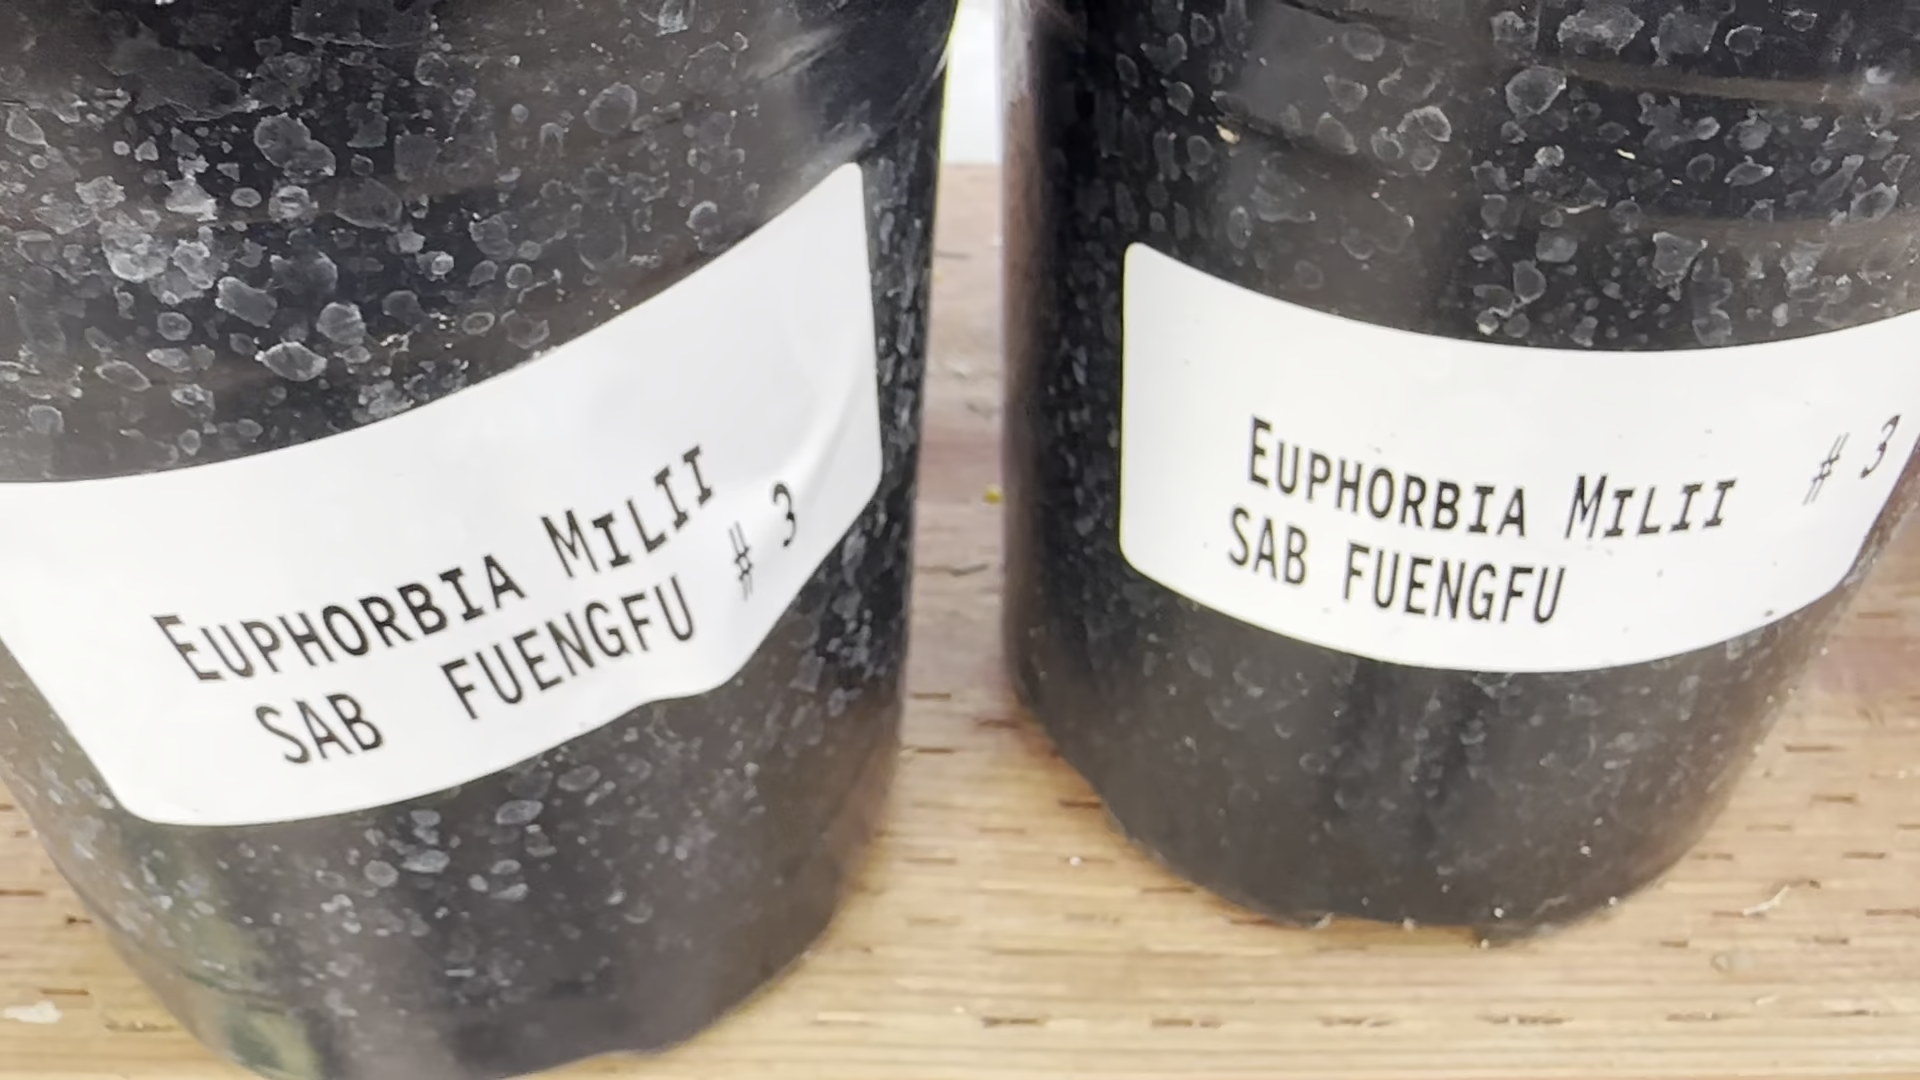 Euphorbia Milii
SAB FUENGFU # 3
Euphorbia Milii # 3
SAB FUENGFU